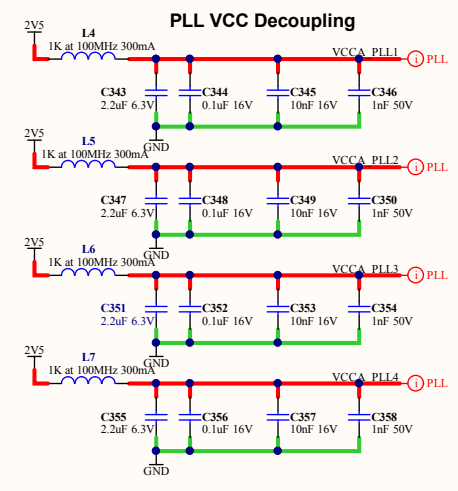 PLL VCC Decoupling
2V5
L4
1K at 100MHz 300mA
VCCA_PLL1
i PLL
C343
2.2uF 6.3V
C344
0.1uF 16V
C345
10nF 16V
C346
1nF 50V
GND
2V5
L5
1K at 100MHz 300mA
VCCA_PLL2
i PLL
C347
2.2uF 6.3V
C348
0.1uF 16V
C349
10nF 16V
C350
1nF 50V
GND
2V5
L6
1K at 100MHz 300mA
VCCA_PLL3
i PLL
C351
2.2uF 6.3V
C352
0.1uF 16V
C353
10nF 16V
C354
1nF 50V
GND
2V5
L7
1K at 100MHz 300mA
VCCA_PLL4
i PLL
C355
2.2uF 6.3V
C356
0.1uF 16V
C357
10nF 16V
C358
1nF 50V
GND